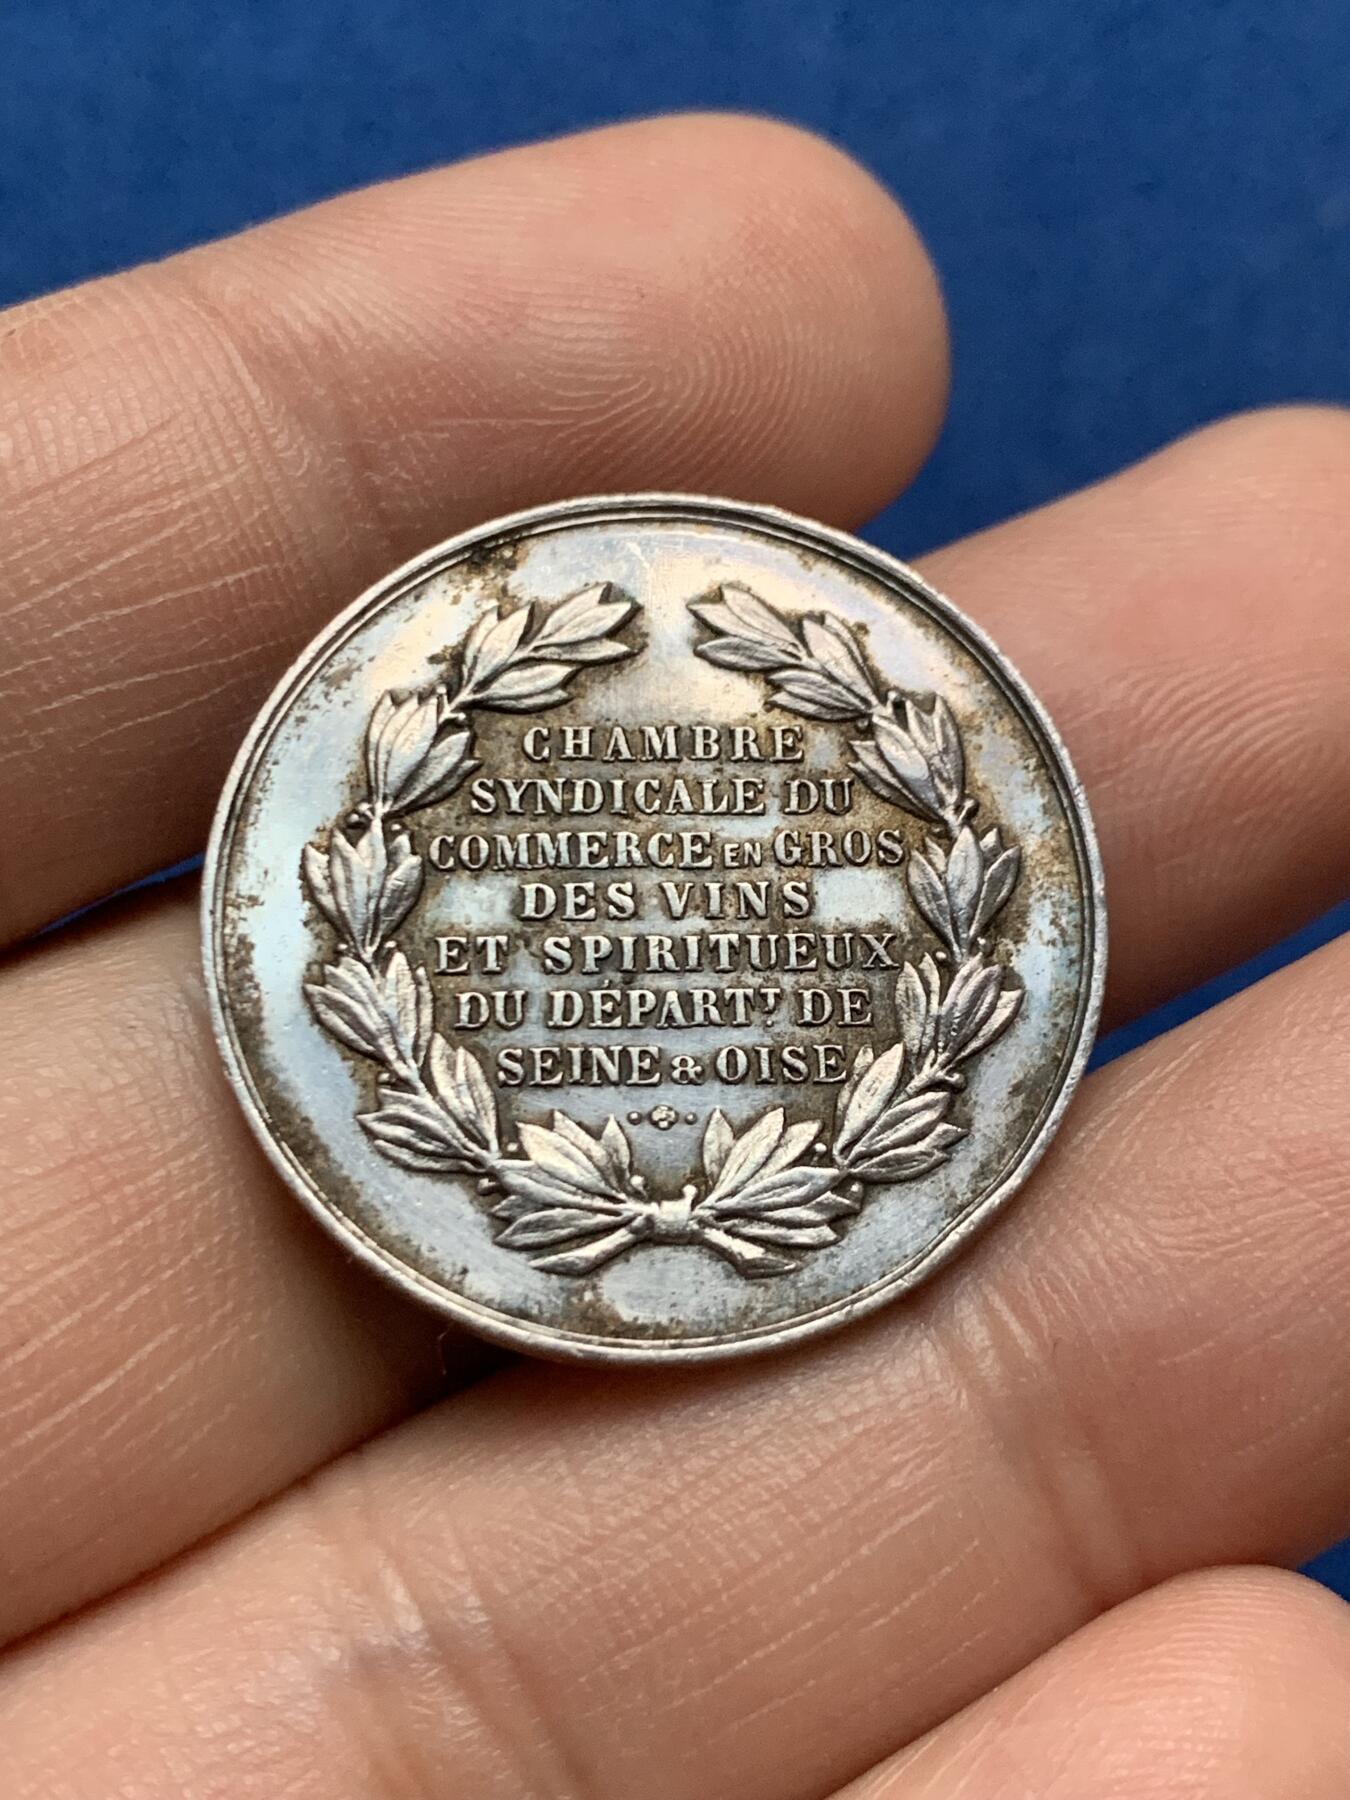 CHAMBRE
SYNDICALE DU
COMMERCE EN GROS
DES VINS
ET SPIRITUEUX
DU DÉPARTT DE
SEINE & OISE